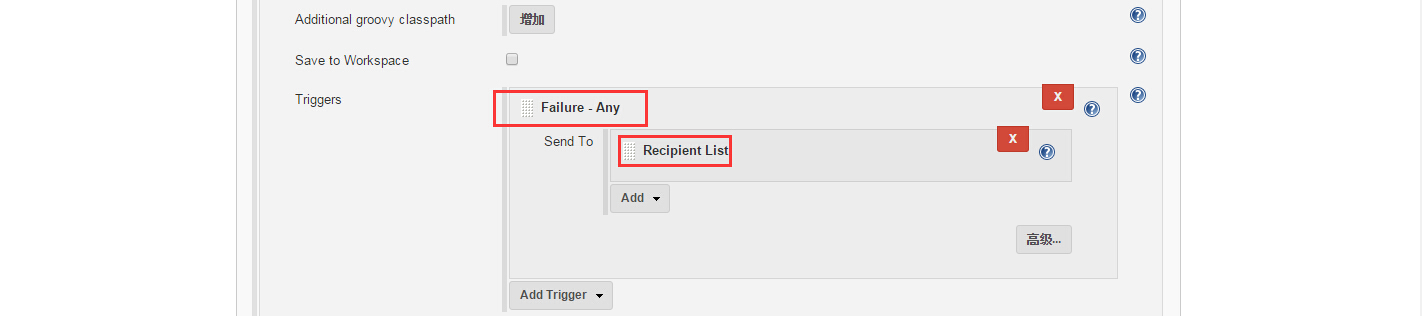 Additional groovy classpath
增加
?
Save to Workspace
?
Triggers
Failure - Any
X
?
?
Send To
Recipient List
X
?
Add
高级...
Add Trigger